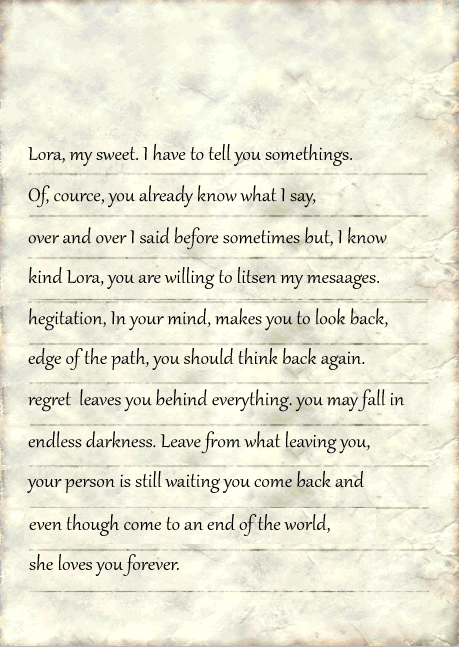 Lora, my sweet. I have to tell you somethings.
Of, cource, you already know what I say,
over and over I said before sometimes but, I know
kind Lora, you are willing to litsen my mesaages.
hegitation, In your mind, makes you to look back,
edge of the path, you should think back again.
regret leaves you behind everything. you may fall in
endless darkness. Leave from what leaving you,
your person is still waiting you come back and
even though come to an end of the world,
she loves you forever.